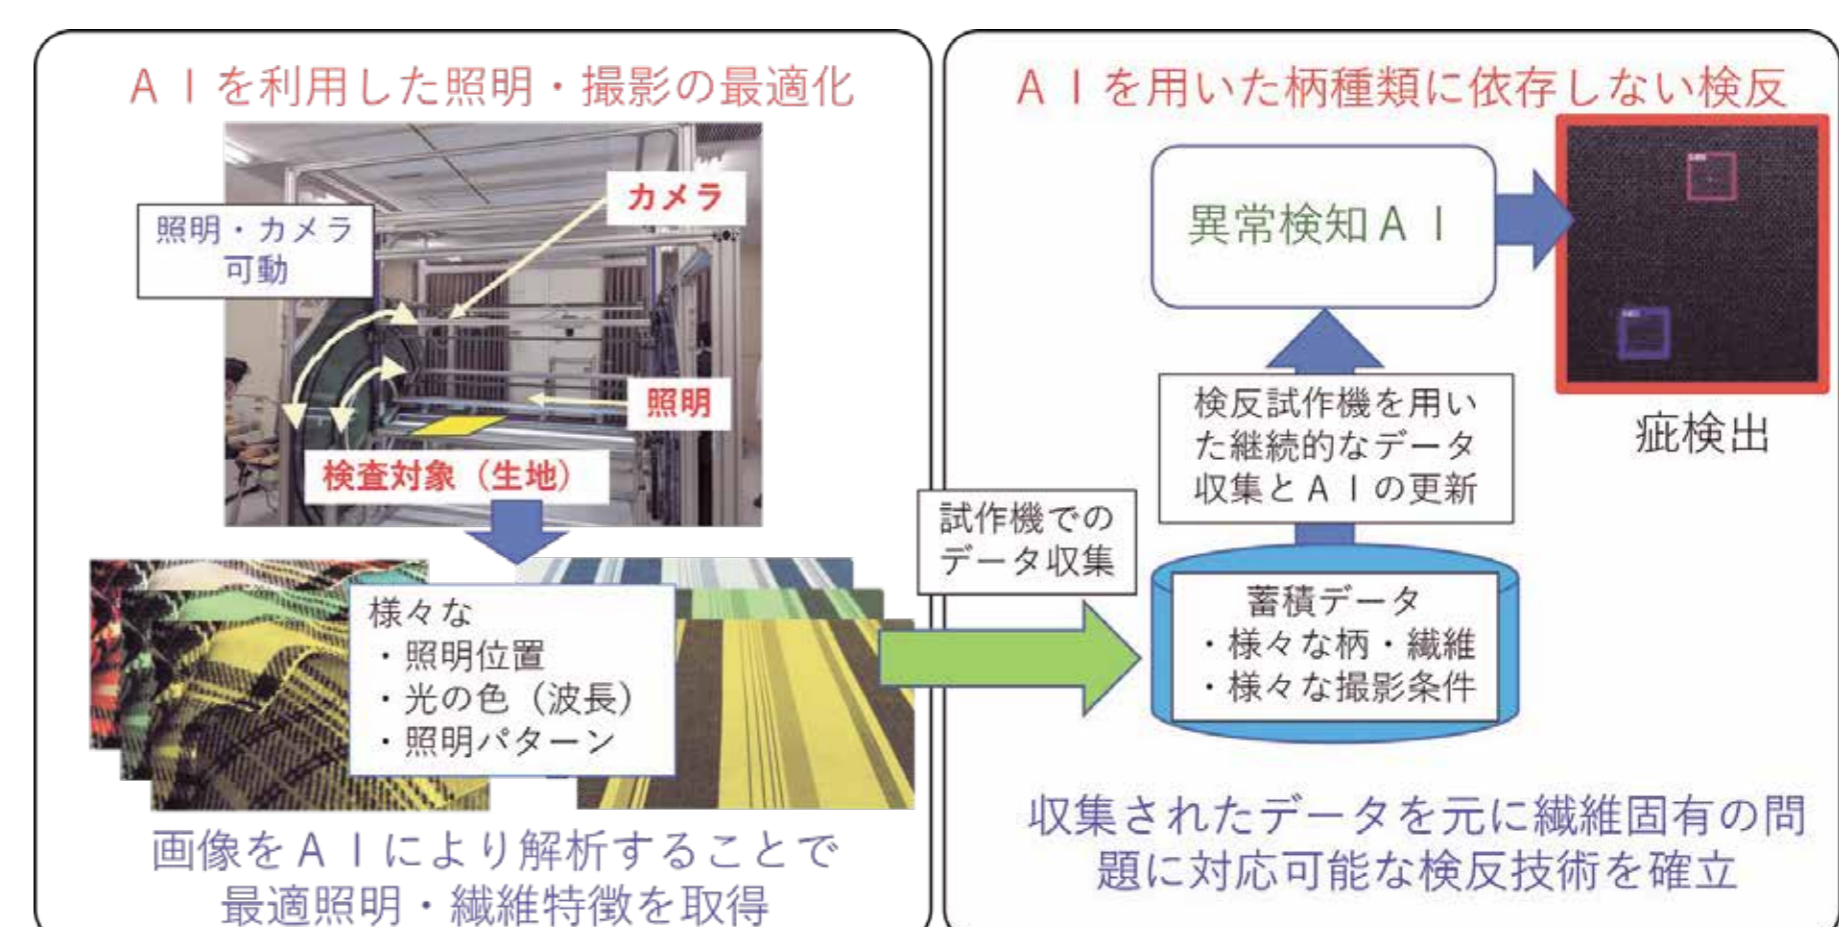 ＡＩを利用した照明・撮影の最適化
カメラ
照明・カメラ
可動
照明
検査対象（生地）
様々な
・照明位置
・光の色（波長）
・照明パターン
画像をＡＩにより解析することで
最適照明・繊維特徴を取得
試作機での
データ収集
ＡＩを用いた柄種類に依存しない検反
異常検知ＡＩ
疵検出
検反試作機を用い
た継続的なデータ
収集とＡＩの更新
蓄積データ
・様々な柄・繊維
・様々な撮影条件
収集されたデータを元に繊維固有の問
題に対応可能な検反技術を確立